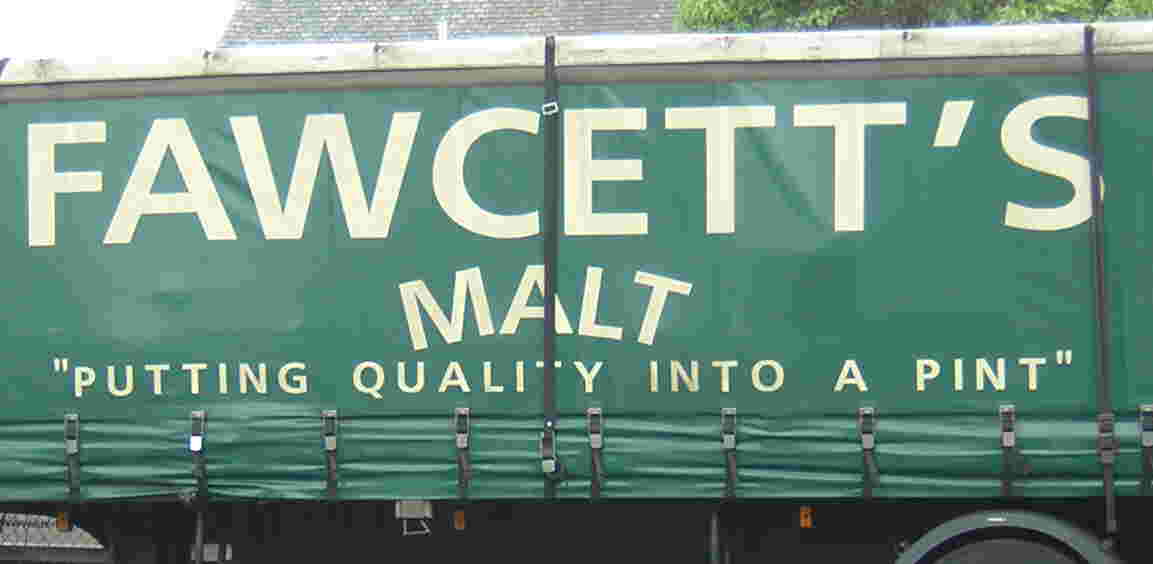 FAWCETT'S
MALT
"PUTTING QUALITY INTO A PINT"